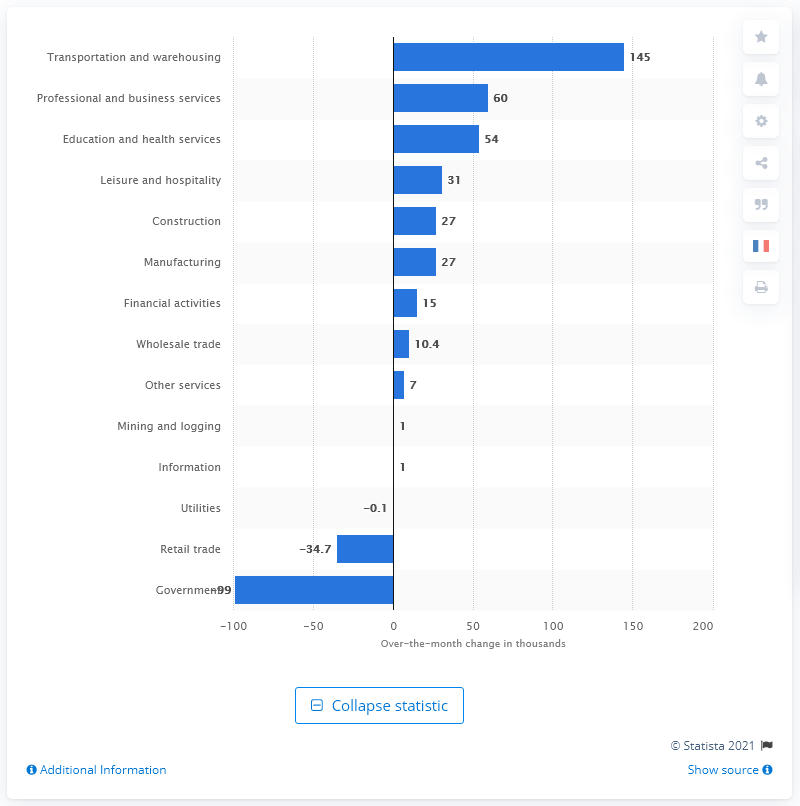 Transportation and warehousing 145
Professional and business services 60
Education and health services 54
Leisure and hospitality 31
Construction 27
Manufacturing 27
Financial activities 15
Wholesale trade 10.4
Other services 7
Mining and logging 1
Information 1
Utilities −0.1
Retail trade −34.7
Government −99
−100 −50 0 50 100 150 200
Over−the−month change in thousands
Collapse statistic
© Statista 2021
Additional Information
Show source